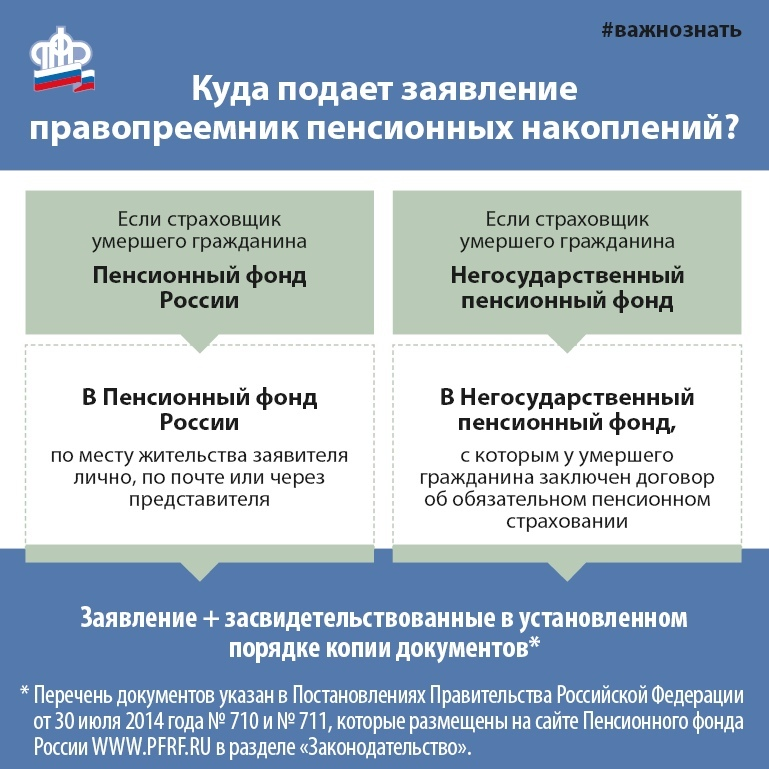 #важнознать
Куда подает заявление
правопреемник пенсионных накоплений?
Если страховщик
умершего гражданина
Пенсионный фонд
России
В Пенсионный фонд
России
по месту жительства заявителя
лично, по почте или через
представителя
Если страховщик
умершего гражданина
Негосударственный
пенсионный фонд
В Негосударственный
пенсионный фонд,
с которым у умершего
гражданина заключен договор
об обязательном пенсионном
страховании
Заявление + засвидетельствованные в установленном
порядке копии документов*
* Перечень документов указан в Постановлениях Правительства Российской Федерации
от 30 июля 2014 года № 710 и № 711, которые размещены на сайте Пенсионного фонда
России WWW.PFRF.RU в разделе «Законодательство».